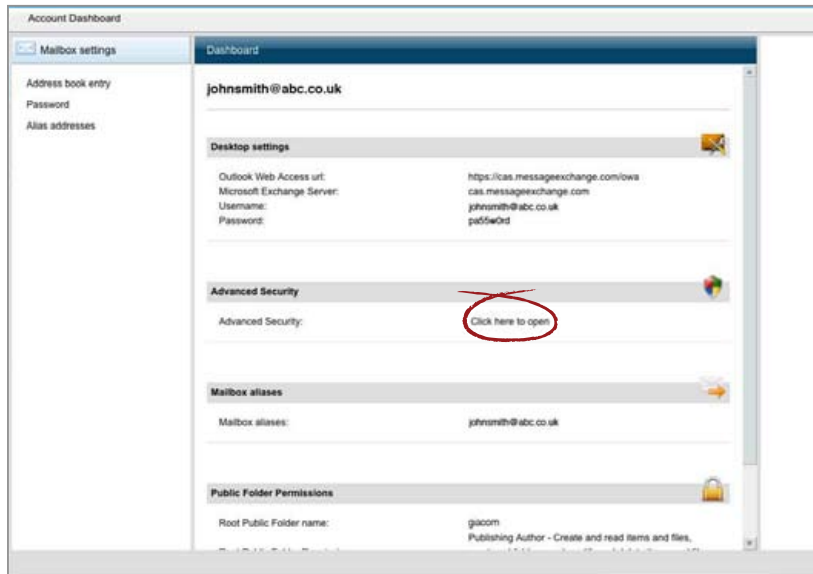 Account Dashboard
Mailbox settings
Address book entry
Password
Alias addresses
Dashboard
johnsmith@abc.co.uk
Desktop settings
Outlook Web Access url: https://cas.messageexchange.com/owa
Microsoft Exchange Server: cas.messageexchange.com
Username: johnsmith@abc.co.uk
Password: pa55w0rd
Advanced Security
Advanced Security: Click here to open
Mailbox aliases
Mailbox aliases: johnsmith@abc.co.uk
Public Folder Permissions
Root Public Folder name: giacom
Publishing Author - Create and read items and files,